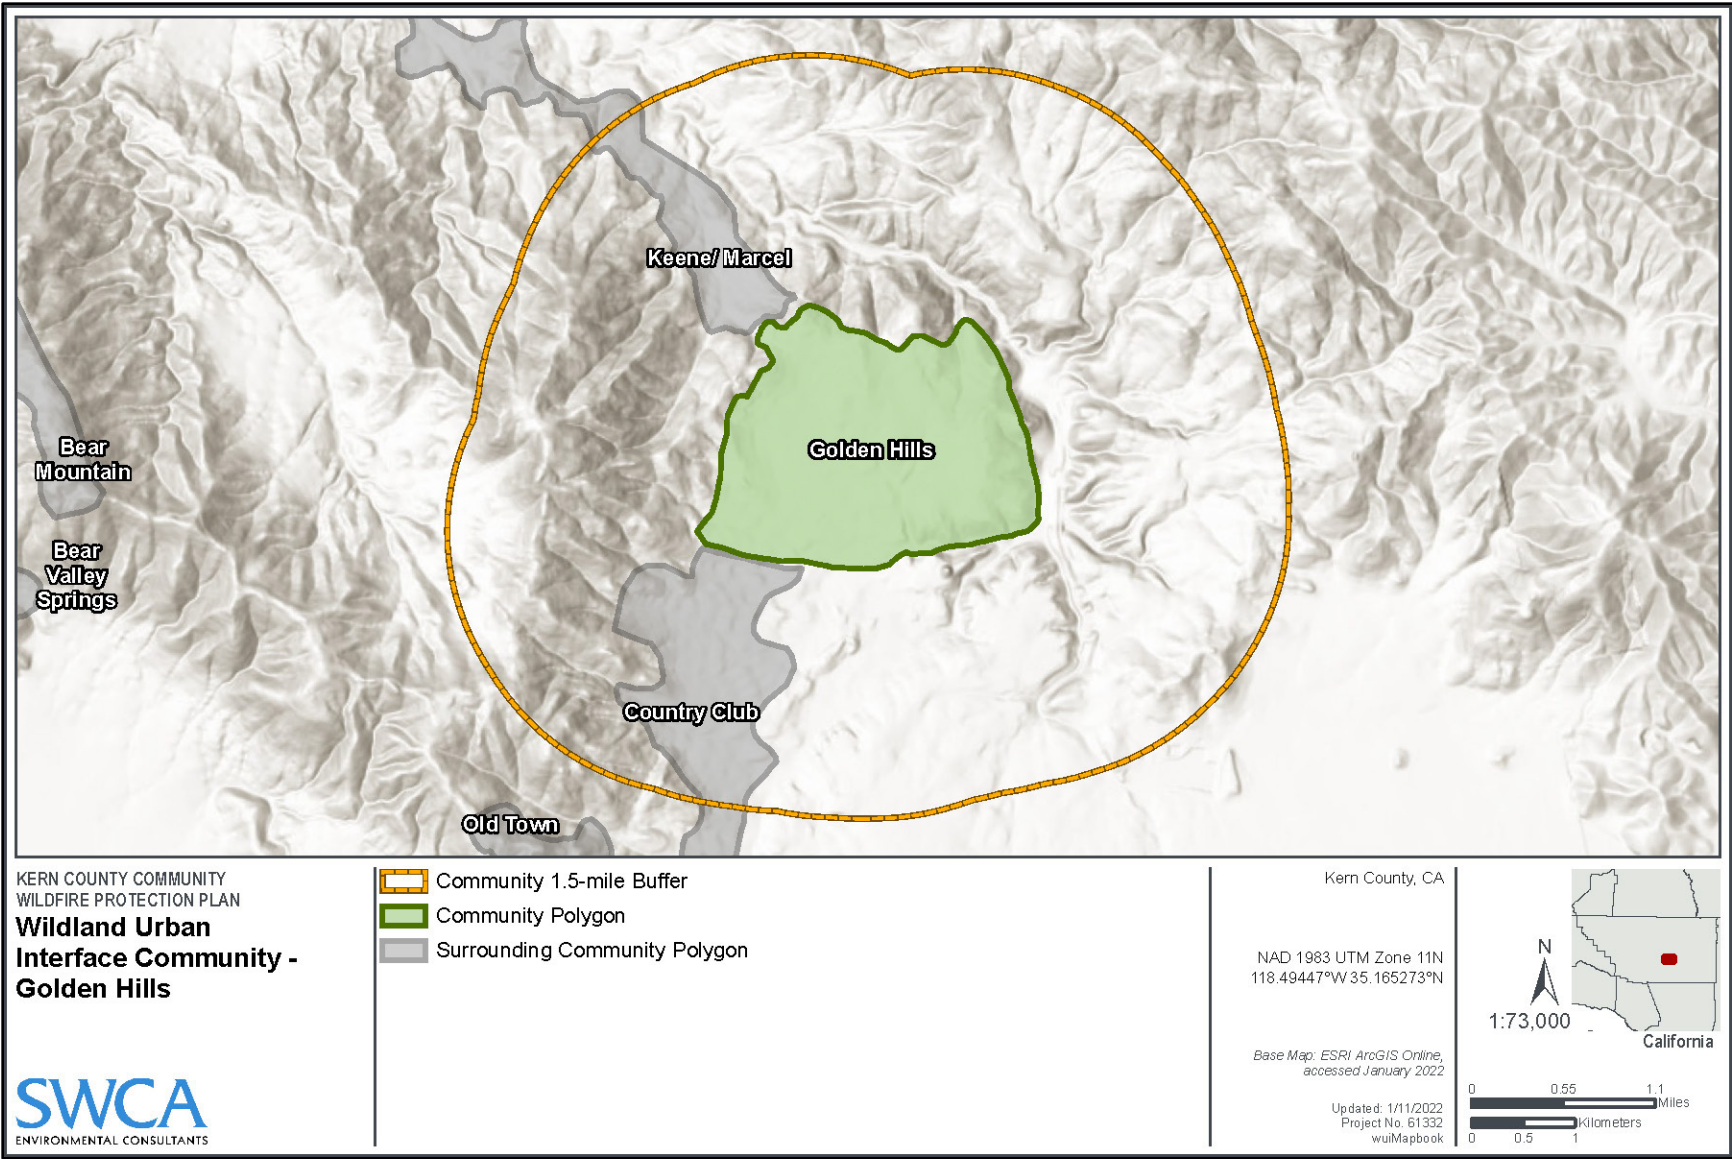 Keene/ Marcel
Golden Hills
Bear
Mountain
Bear
Valley
Springs
Country Club
Old Town
KERN COUNTY COMMUNITY
WILDFIRE PROTECTION PLAN
Wildland Urban
Interface Community -
Golden Hills
SWCA
ENVIRONMENTAL CONSULTANTS
Community 1.5-mile Buffer
Community Polygon
Surrounding Community Polygon
Kern County, CA
NAD 1983 UTM Zone 11N
118.49447°W 35.165273°N
Base Map: ESRI ArcGIS Online,
accessed January 2022
Updated: 1/11/2022
Project No. 61332
wuiMapbook
N
1:73,000
California
0 0.55 1.1
Miles
Kilometers
0 0.5 1